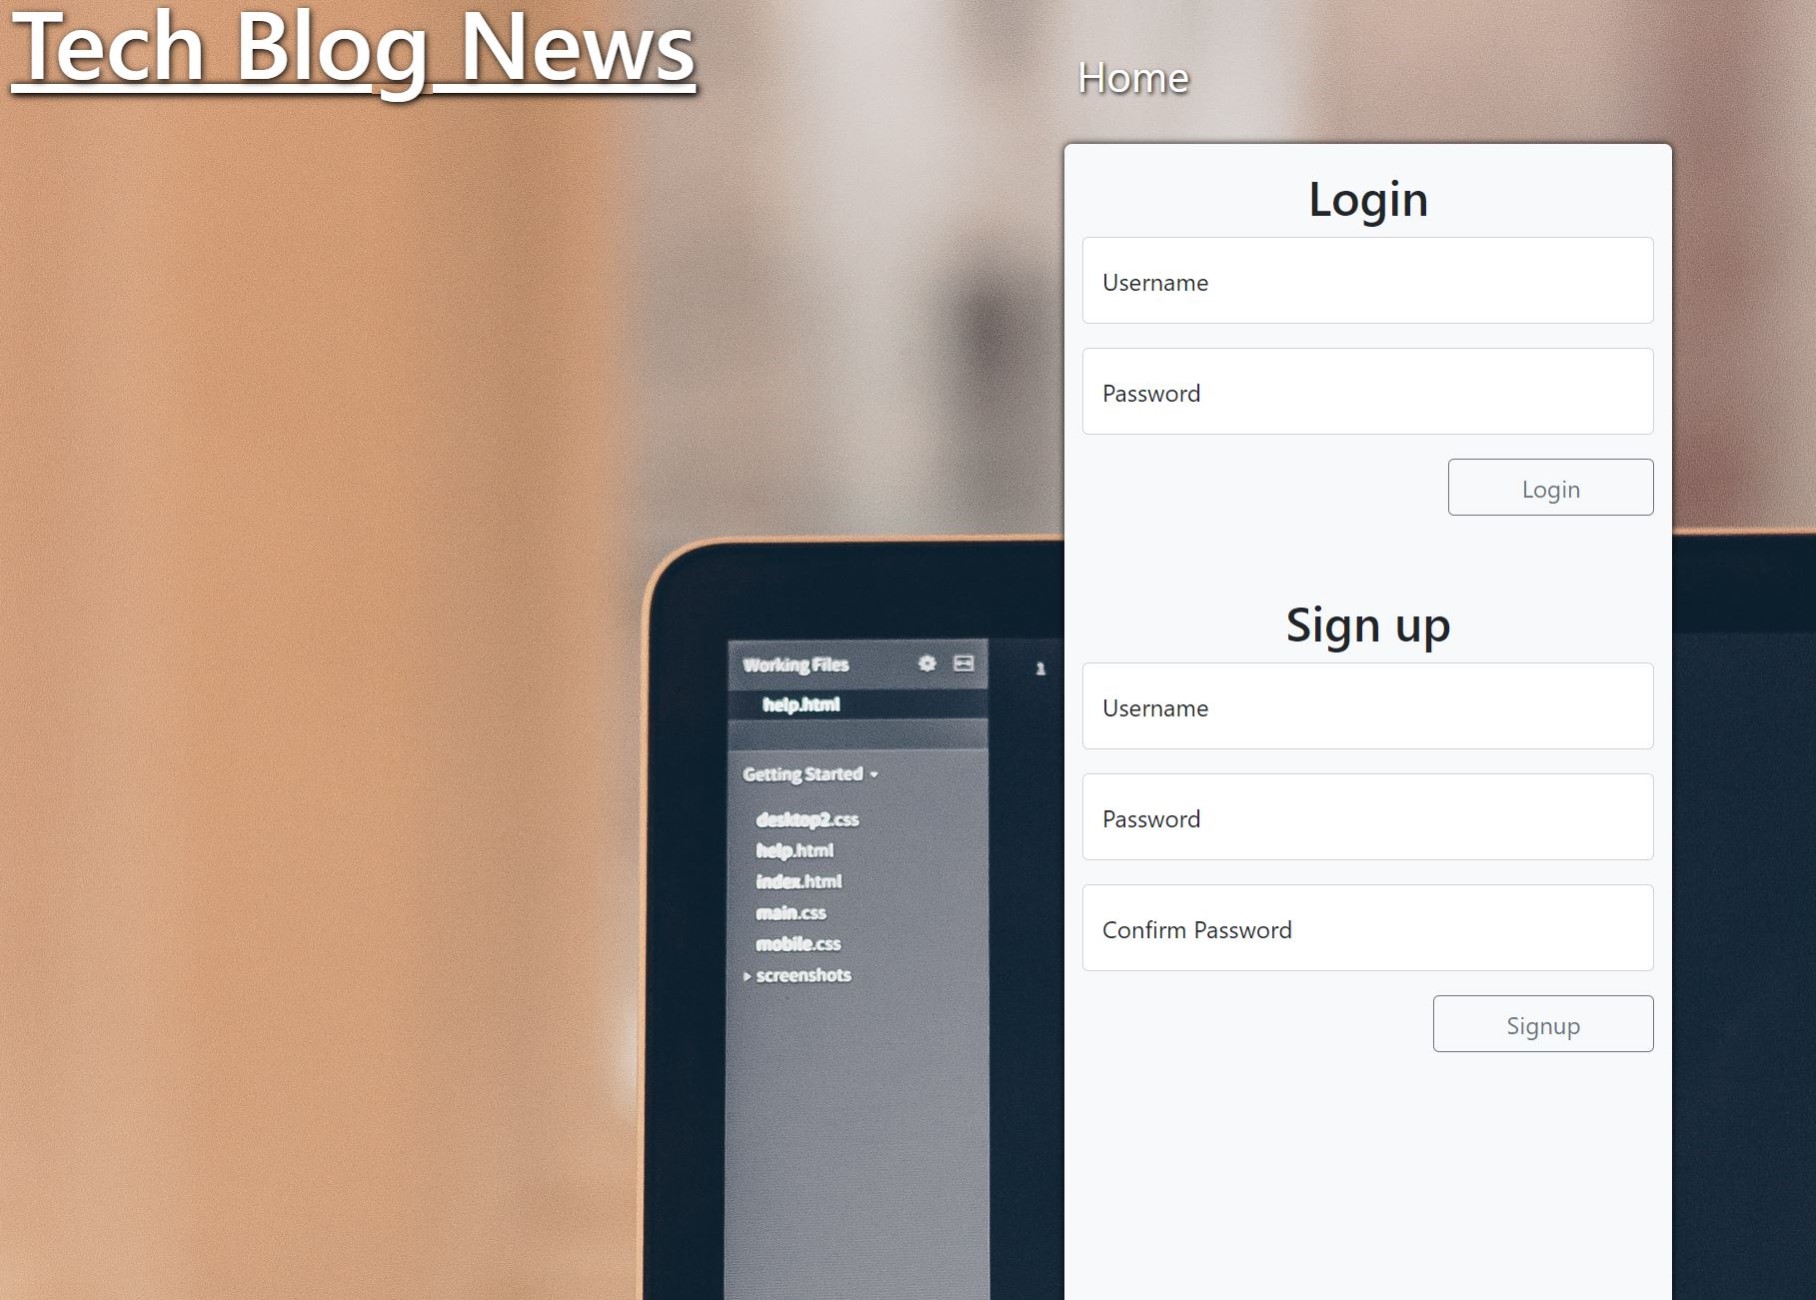 Tech Blog News
Home
Login
Username
Password
Login
Sign up
Username
Password
Confirm Password
Signup
Working Files
help.html
1
Getting Started
desktop2.css
help.html
index.html
main.css
mobile.css
screenshots